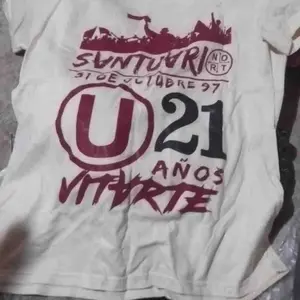 SANTUARIO NORT
31 DE OCTUBRE 97
U 21
AÑOS
VITARTE